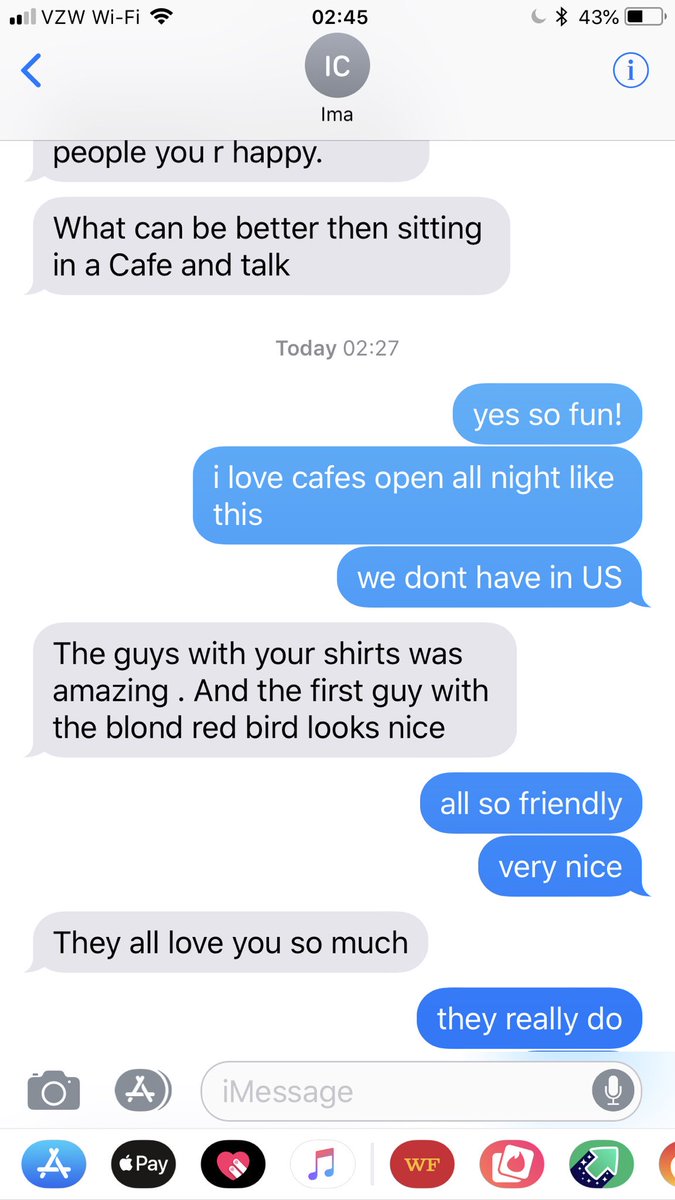 VZW Wi-Fi 02:45 43%
IC
Ima
people you r happy.
What can be better then sitting
in a Cafe and talk
Today 02:27
yes so fun!
i love cafes open all night like
this
we dont have in US
The guys with your shirts was
amazing . And the first guy with
the blond red bird looks nice
all so friendly
very nice
They all love you so much
they really do
iMessage
Pay
WF